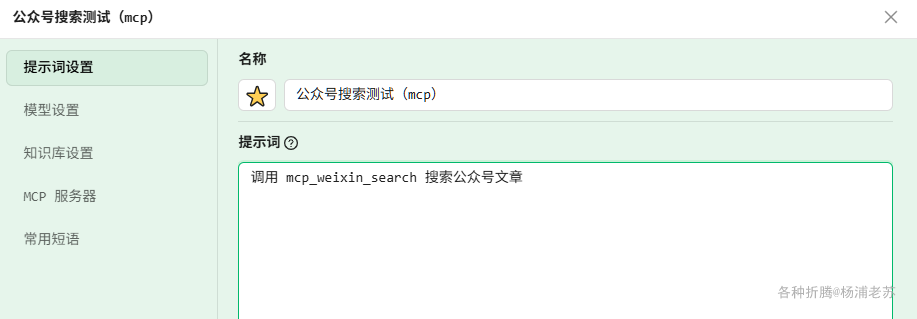 公众号搜索测试（mcp）
提示词设置
模型设置
知识库设置
MCP 服务器
常用短语
名称
公众号搜索测试（mcp）
提示词
调用 mcp_weixin_search 搜索公众号文章
各种折腾@杨浦老苏